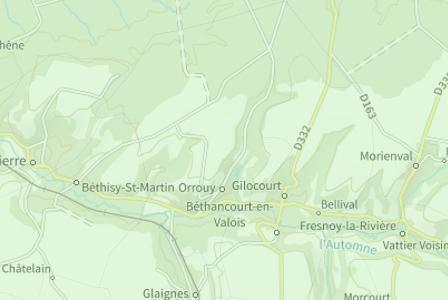 hêne
D33
D163
D332
ierre
Morienval
Béthisy-St-Martin
Orrouy
Gilocourt
Béthancourt-en-
Valois
Bellival
Fresnoy-la-Rivière
l'Automne
Vattier Voisin
Châtelain
Glaignes
Morcourt